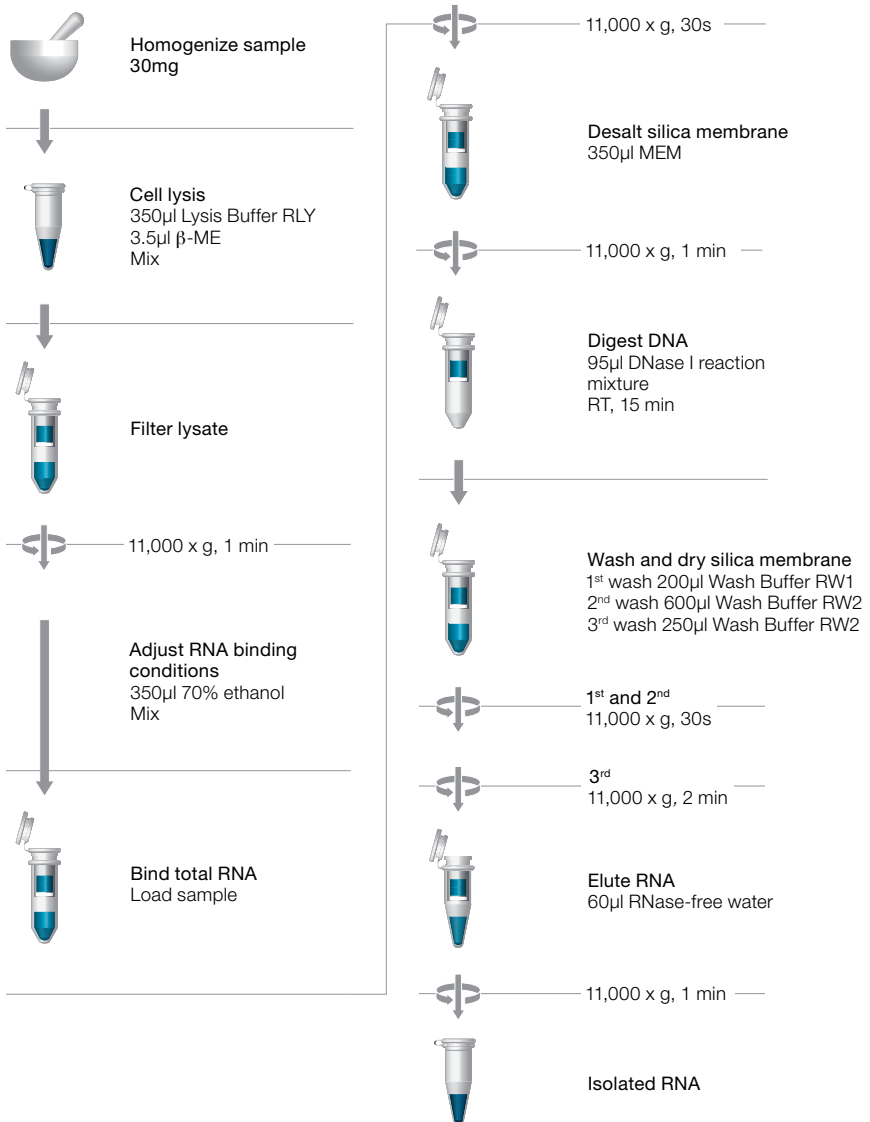 Homogenize sample
30mg
Cell lysis
350µl Lysis Buffer RLY
3.5µl β-ME
Mix
Filter lysate
11,000 x g, 1 min
Adjust RNA binding
conditions
350µl 70% ethanol
Mix
Bind total RNA
Load sample
11,000 x g, 30s
Desalt silica membrane
350µl MEM
11,000 x g, 1 min
Digest DNA
95µl DNase I reaction
mixture
RT, 15 min
Wash and dry silica membrane
1st wash 200µl Wash Buffer RW1
2nd wash 600µl Wash Buffer RW2
3rd wash 250µl Wash Buffer RW2
1st and 2nd
11,000 x g, 30s
3rd
11,000 x g, 2 min
Elute RNA
60µl RNase-free water
11,000 x g, 1 min
Isolated RNA